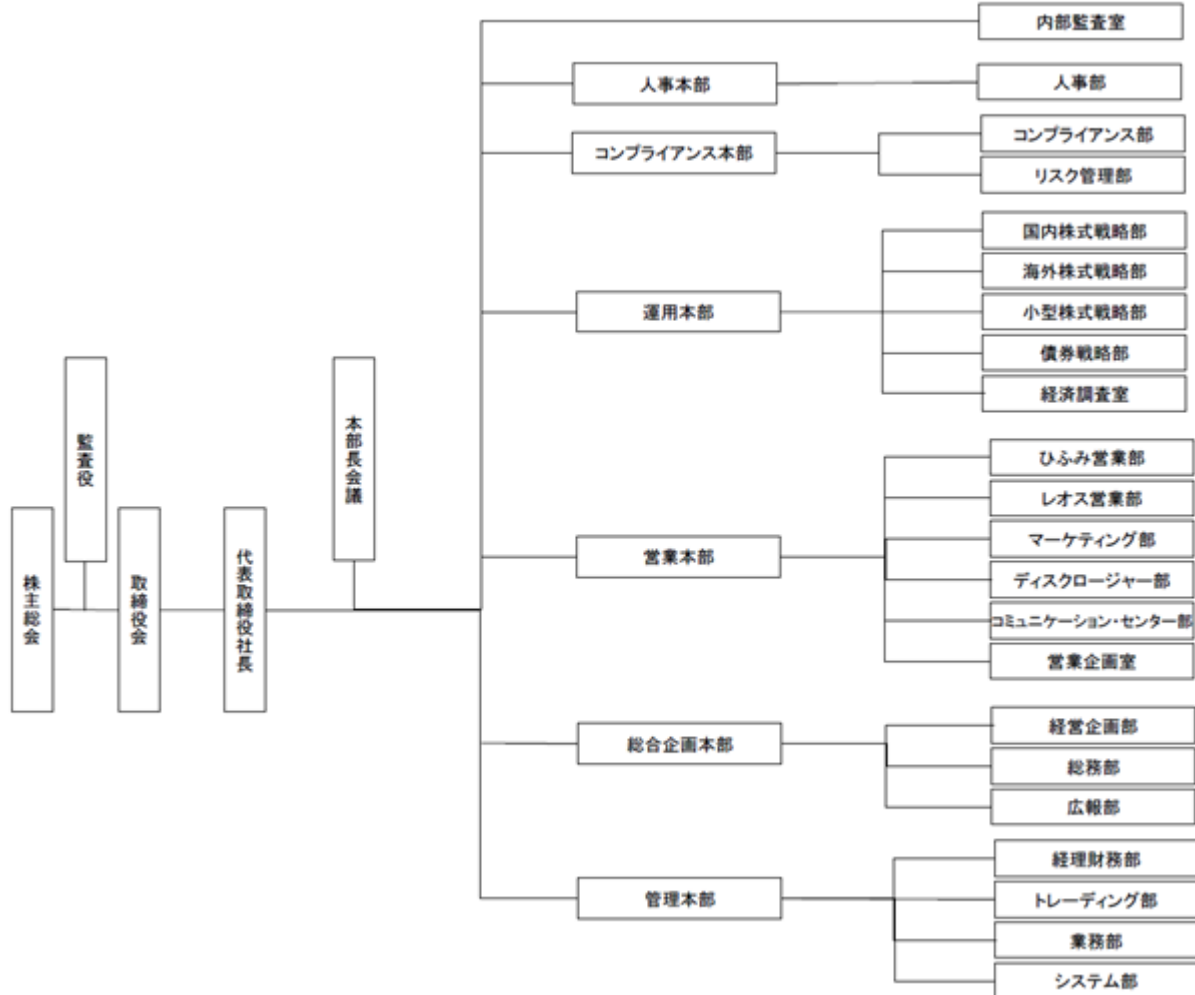 内部監査室
人事本部
人事部
コンプライアンス本部
コンプライアンス部
リスク管理部
運用本部
国内株式戦略部
海外株式戦略部
小型株式戦略部
債券戦略部
経済調査室
株主総会
監査役
取締役会
代表取締役社長
本部長会議
営業本部
ひふみ営業部
レオス営業部
マーケティング部
ディスクロージャー部
コミュニケーション・センター部
営業企画室
総合企画本部
経営企画部
総務部
広報部
管理本部
経理財務部
トレーディング部
業務部
システム部